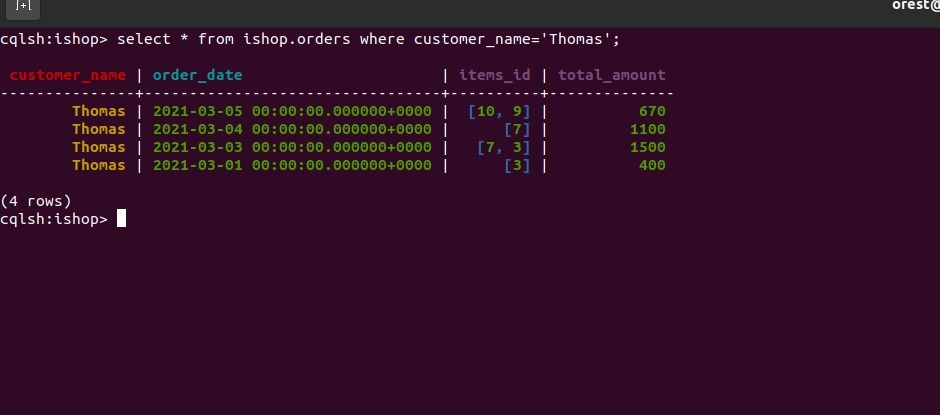 orest@
cqlsh:ishop> select * from ishop.orders where customer_name='Thomas';
 customer_name | order_date                      | items_id | total_amount
---------------+---------------------------------+----------+--------------
        Thomas | 2021-03-05 00:00:00.000000+0000 |  [10, 9] |          670
        Thomas | 2021-03-04 00:00:00.000000+0000 |      [7] |         1100
        Thomas | 2021-03-03 00:00:00.000000+0000 |   [7, 3] |         1500
        Thomas | 2021-03-01 00:00:00.000000+0000 |      [3] |          400
(4 rows)
cqlsh:ishop>